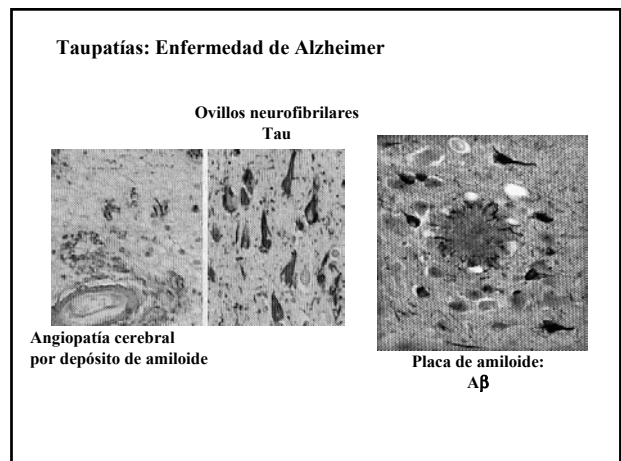 Taupatías: Enfermedad de Alzheimer
Ovillos neurofibrilares
Tau
Angiopatía cerebral
por depósito de amiloide
Placa de amiloide:
Aβ